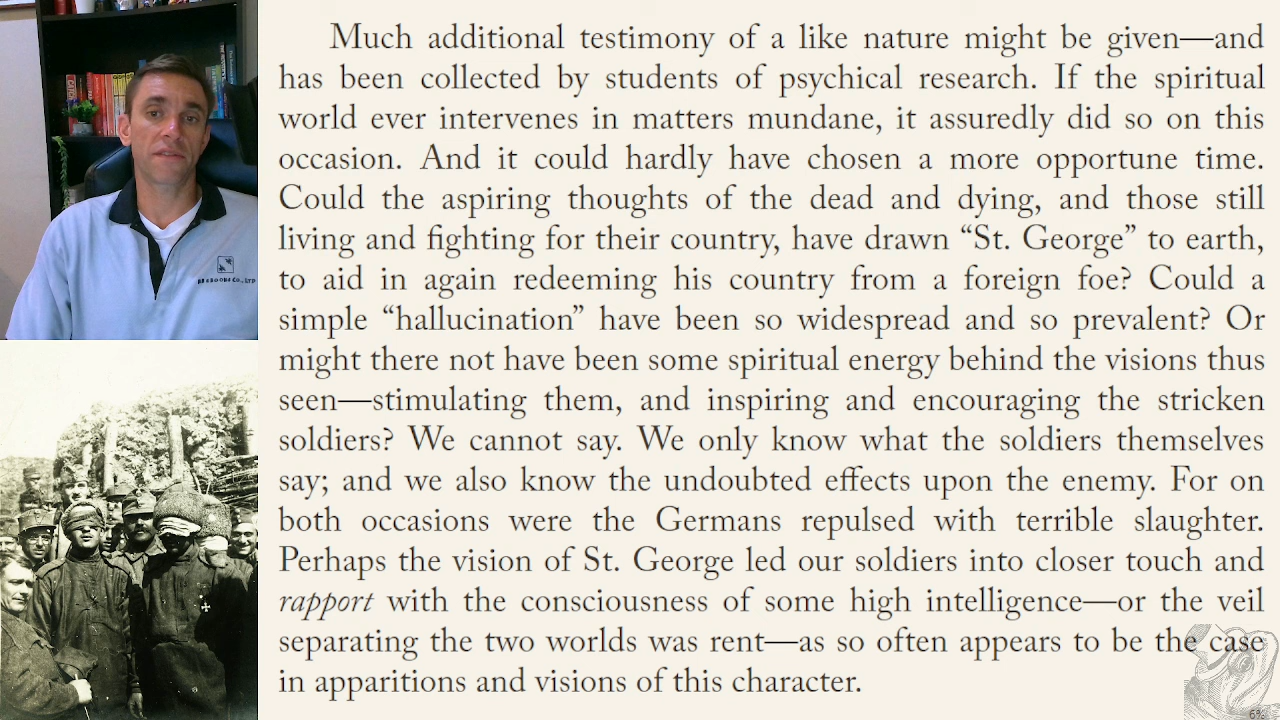 Much additional testimony of a like nature might be given—and
has been collected by students of psychical research. If the spiritual
world ever intervenes in matters mundane, it assuredly did so on this
occasion. And it could hardly have chosen a more opportune time.
Could the aspiring thoughts of the dead and dying, and those still
living and fighting for their country, have drawn “St. George” to earth,
to aid in again redeeming his country from a foreign foe? Could a
simple “hallucination” have been so widespread and so prevalent? Or
might there not have been some spiritual energy behind the visions thus
seen—stimulating them, and inspiring and encouraging the stricken
soldiers? We cannot say. We only know what the soldiers themselves
say; and we also know the undoubted effects upon the enemy. For on
both occasions were the Germans repulsed with terrible slaughter.
Perhaps the vision of St. George led our soldiers into closer touch and
rapport with the consciousness of some high intelligence—or the veil
separating the two worlds was rent—as so often appears to be the case
in apparitions and visions of this character.
6%